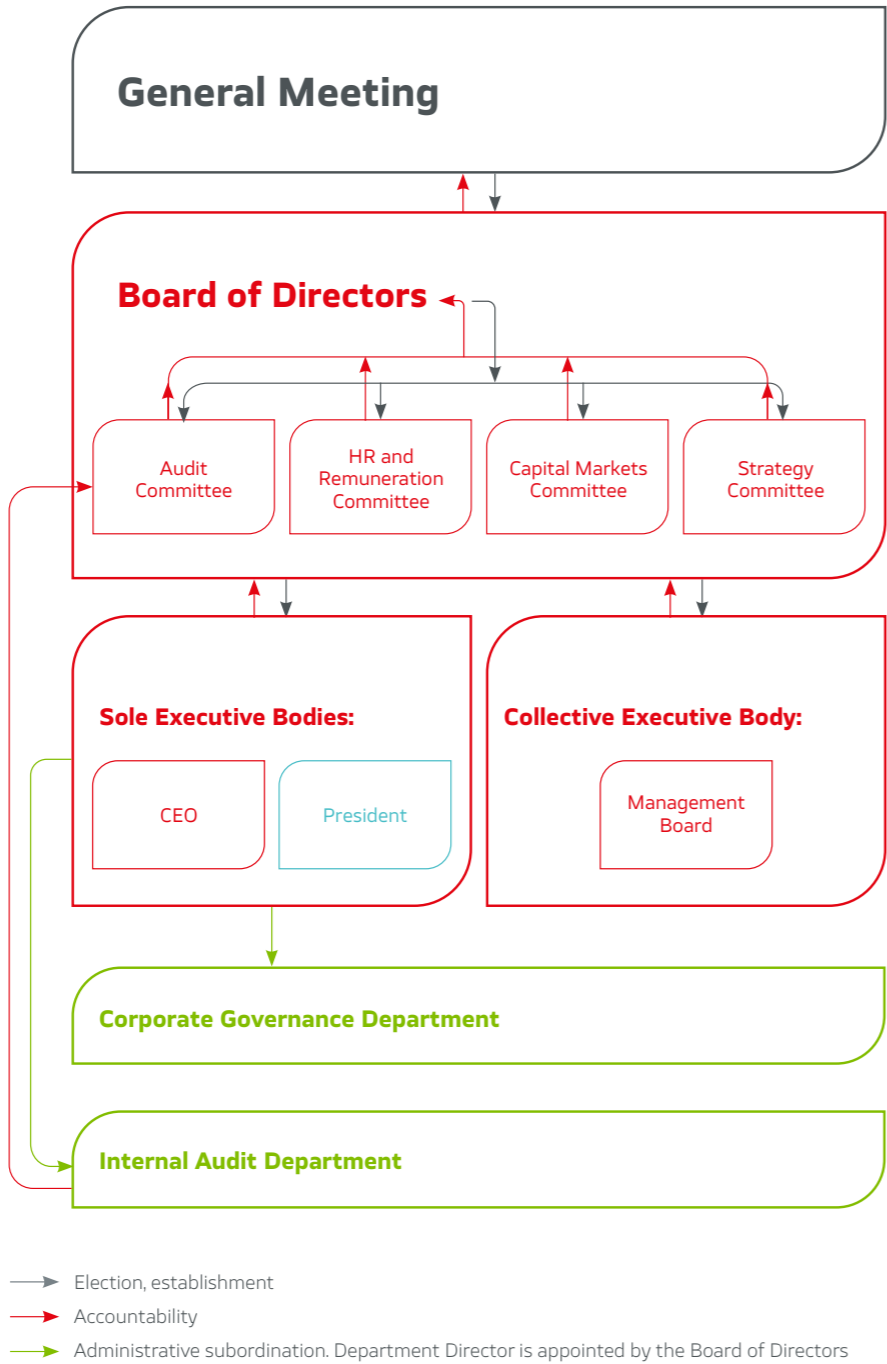 General Meeting
Board of Directors
Audit
Committee
HR and
Remuneration
Committee
Capital Markets
Committee
Strategy
Committee
Sole Executive Bodies:
CEO
President
Collective Executive Body:
Management
Board
Corporate Governance Department
Internal Audit Department
Election, establishment
Accountability
Administrative subordination. Department Director is appointed by the Board of Directors